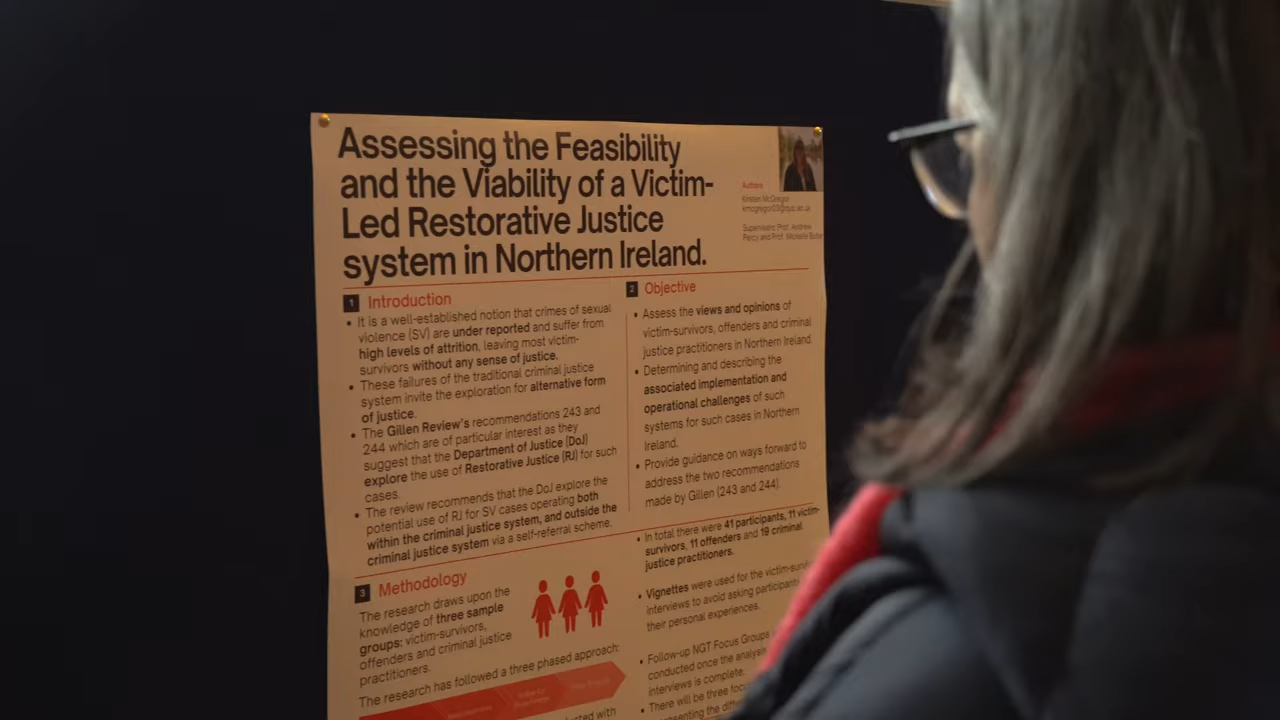 Assessing the Feasibility
and the Viability of a Victim-
Led Restorative Justice
system in Northern Ireland.
Authors
Kirsten McGregor
Supervisors: Prof. Andrew
Percy and Prof. Michelle
1 Introduction
• It is a well-established notion that crimes of sexual
violence (SV) are under reported and suffer from
high levels of attrition, leaving most victim-
survivors without any sense of justice.
• These failures of the traditional criminal justice
system invite the exploration for alternative form
of justice.
• The Gillen Review's recommendations 243 and
244 which are of particular interest as they
suggest that the Department of Justice (DoJ)
explore the use of Restorative Justice (RJ) for such
cases.
• The review recommends that the DoJ explore the
potential use of RJ for SV cases operating both
within the criminal justice system, and outside the
criminal justice system via a self-referral scheme.
2 Objective
• Assess the views and opinions of
victim-survivors, offenders and criminal
justice practitioners in Northern Ireland.
• Determining and describing the
associated implementation and
operational challenges of such
systems for such cases in Northern
Ireland.
• Provide guidance on ways forward to
address the two recommendations
made by Gillen (243 and 244).
3 Methodology
The research draws upon the
knowledge of three sample
groups: victim-survivors,
offenders and criminal justice
practitioners.
The research has followed a three phased approach:
• In total there were 41 participants, 11 victim-
survivors, 11 offenders and 19 criminal
justice practitioners.
• Vignettes were used for the
interviews to avoid asking
their personal experiences.
• Follow-up NGT Focus Groups
conducted once the analysis
interviews is complete.
• There will be three